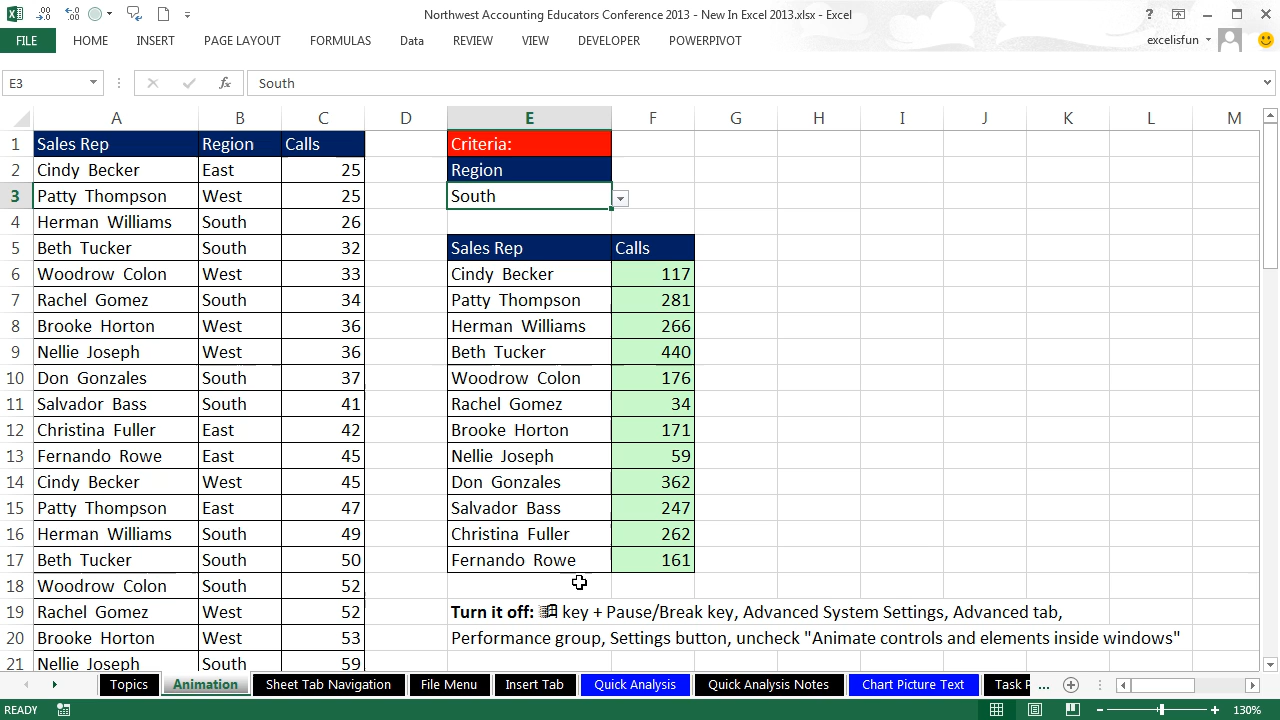 Northwest Accounting Educators Conference 2013 - New In Excel 2013.xlsx - Excel
FILE HOME INSERT PAGE LAYOUT FORMULAS Data REVIEW VIEW DEVELOPER POWERPIVOT excelisfun
E3 fx South
A B C D E F G H I J K L M
1 Sales Rep Region Calls Criteria:
2 Cindy Becker East 25 Region
3 Patty Thompson West 25 South
4 Herman Williams South 26
5 Beth Tucker South 32 Sales Rep Calls
6 Woodrow Colon West 33 Cindy Becker 117
7 Rachel Gomez South 34 Patty Thompson 281
8 Brooke Horton West 36 Herman Williams 266
9 Nellie Joseph West 36 Beth Tucker 440
10 Don Gonzales South 37 Woodrow Colon 176
11 Salvador Bass South 41 Rachel Gomez 34
12 Christina Fuller East 42 Brooke Horton 171
13 Fernando Rowe East 45 Nellie Joseph 59
14 Cindy Becker West 45 Don Gonzales 362
15 Patty Thompson East 47 Salvador Bass 247
16 Herman Williams South 49 Christina Fuller 262
17 Beth Tucker South 50 Fernando Rowe 161
18 Woodrow Colon South 52
19 Rachel Gomez West 52 Turn it off: key + Pause/Break key, Advanced System Settings, Advanced tab,
20 Brooke Horton West 53 Performance group, Settings button, uncheck "Animate controls and elements inside windows"
21 Nellie Joseph South 59
Topics Animation Sheet Tab Navigation File Menu Insert Tab Quick Analysis Quick Analysis Notes Chart Picture Text Task ...
READY 130%